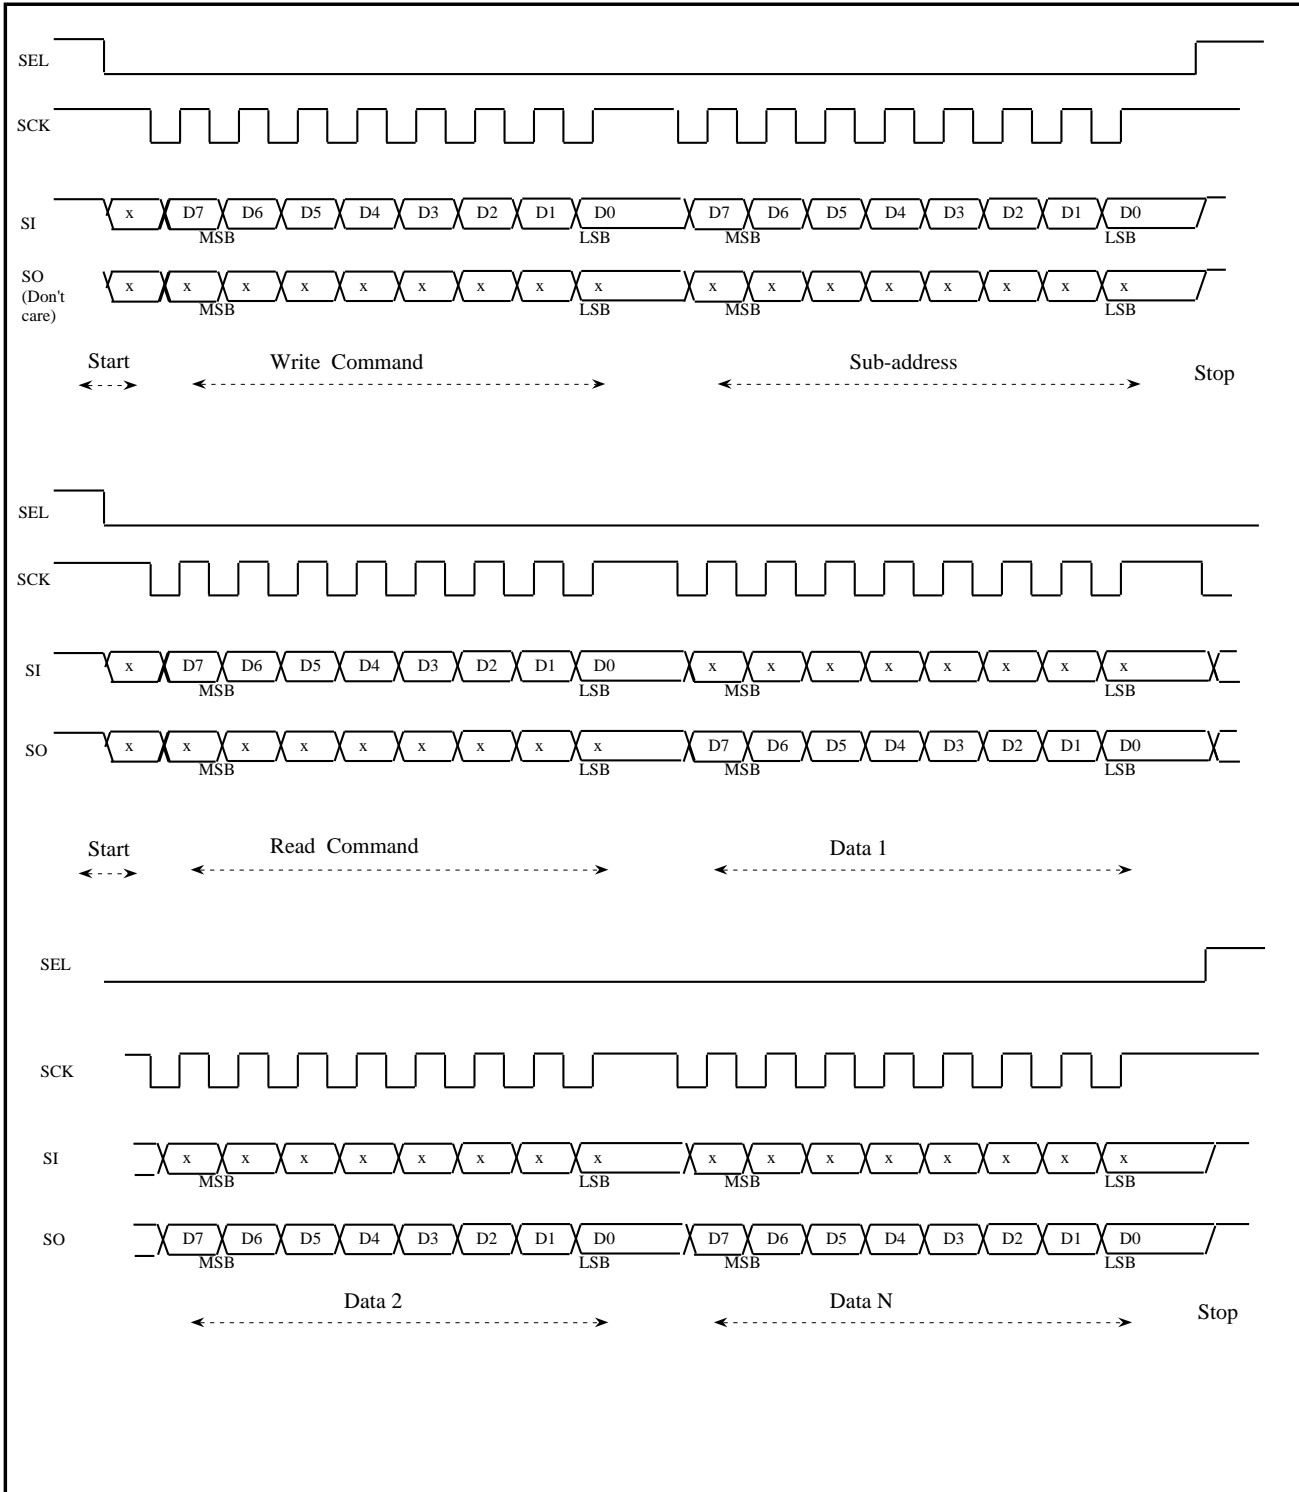 SEL
SCK
SI x D7 D6 D5 D4 D3 D2 D1 D0 D7 D6 D5 D4 D3 D2 D1 D0
MSB LSB MSB LSB
SO
(Don't
care) x x x x x x x x x x x x x x x x x
MSB LSB MSB LSB
Start Write Command Sub-address Stop
SEL
SCK
SI x D7 D6 D5 D4 D3 D2 D1 D0 x x x x x x x x
MSB LSB MSB LSB
SO x x x x x x x x x D7 D6 D5 D4 D3 D2 D1 D0
MSB LSB MSB LSB
Start Read Command Data 1
SEL
SCK
SI x x x x x x x x x x x x x x x x
MSB LSB MSB LSB
SO D7 D6 D5 D4 D3 D2 D1 D0 D7 D6 D5 D4 D3 D2 D1 D0
MSB LSB MSB LSB
Data 2 Data N Stop